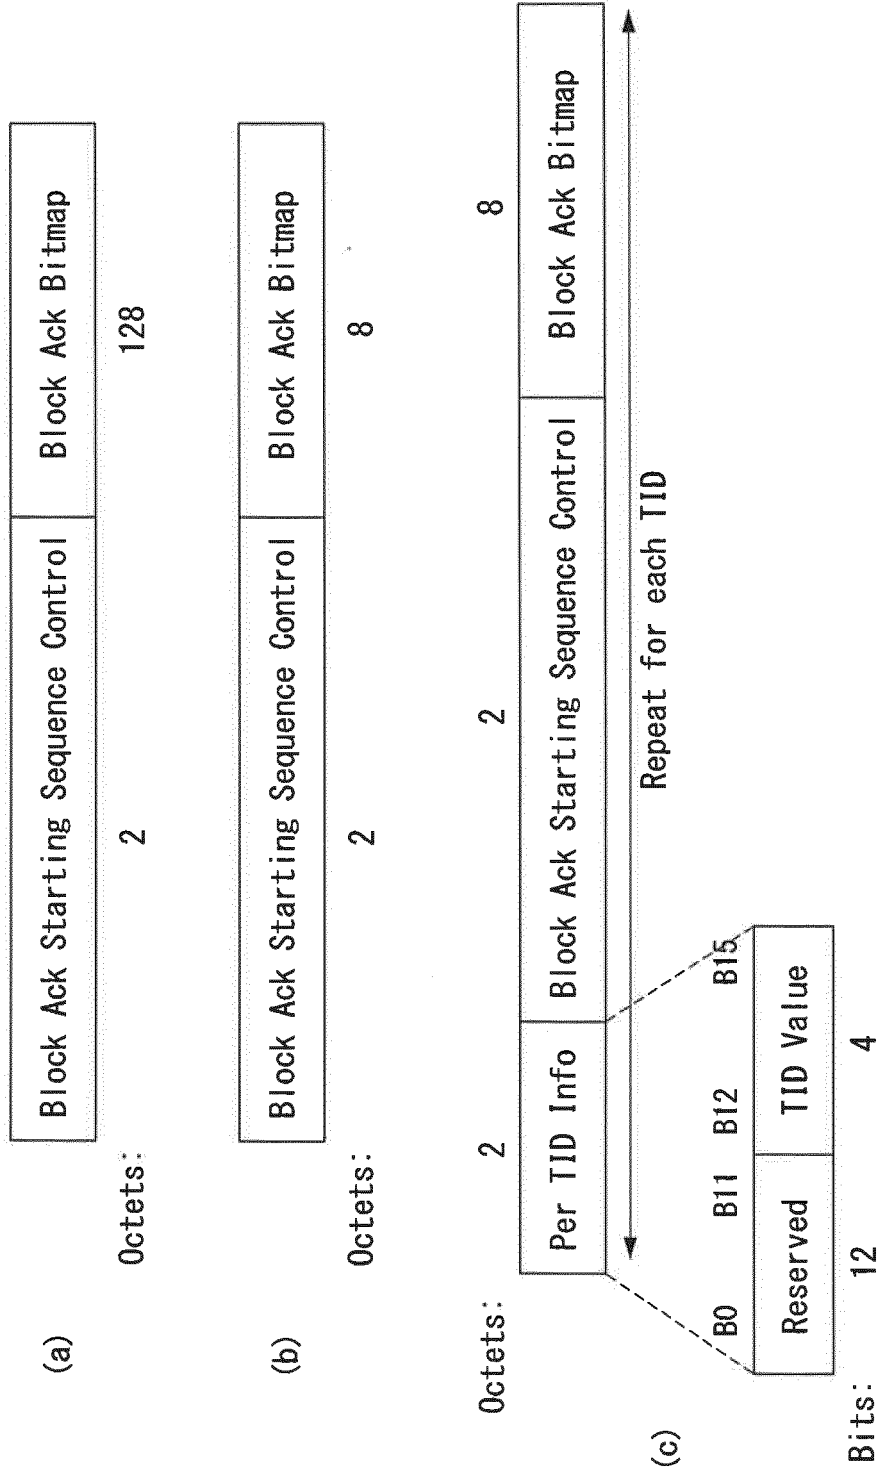 (a)
Block Ack Starting Sequence Control Block Ack Bitmap
Octets: 2 128
(b)
Block Ack Starting Sequence Control Block Ack Bitmap
Octets: 2 8
(c)
Octets: 2 2 8
Per TID Info Block Ack Starting Sequence Control Block Ack Bitmap
Repeat for each TID
B0 B11 B12 B15
Reserved TID Value
Bits: 12 4